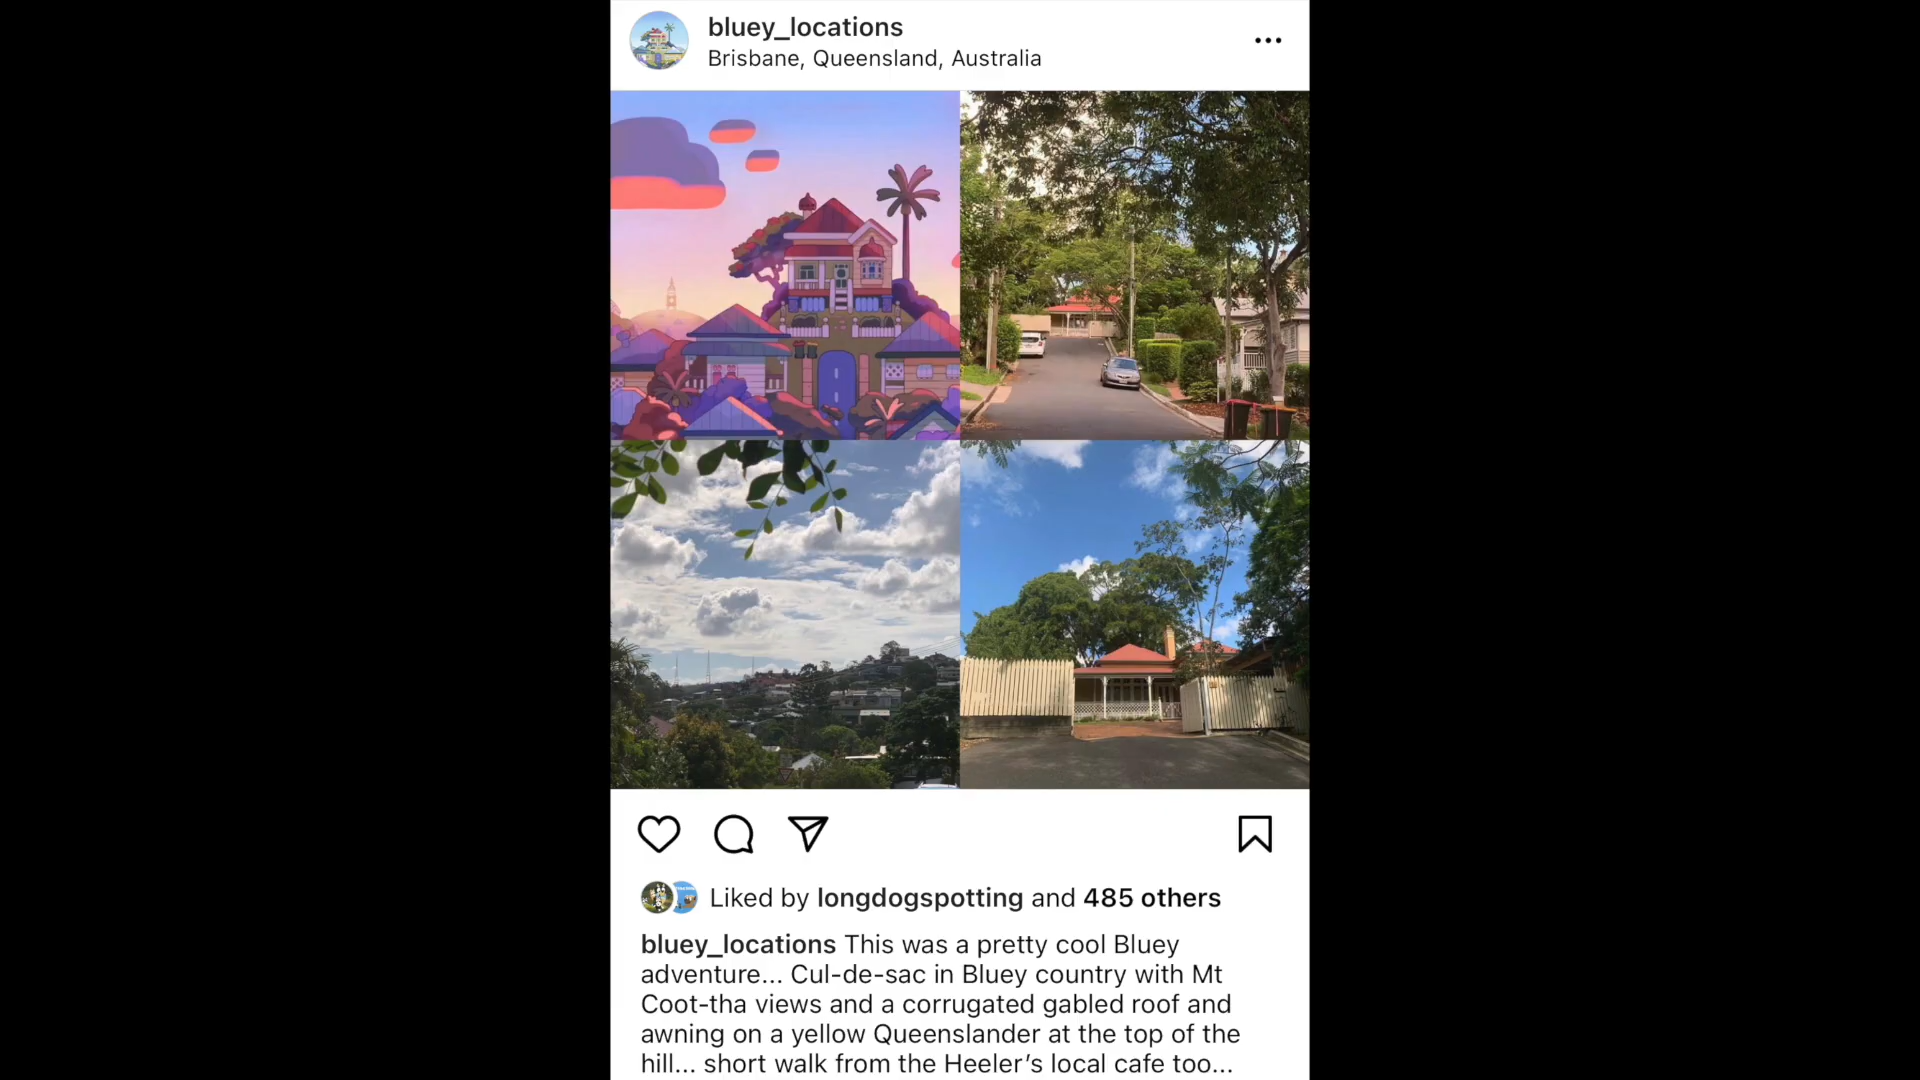 bluey_locations
Brisbane, Queensland, Australia
Liked by longdogspotting and 485 others
bluey_locations This was a pretty cool Bluey
adventure... Cul-de-sac in Bluey country with Mt
Coot-tha views and a corrugated gabled roof and
awning on a yellow Queenslander at the top of the
hill... short walk from the Heeler’s local cafe too...